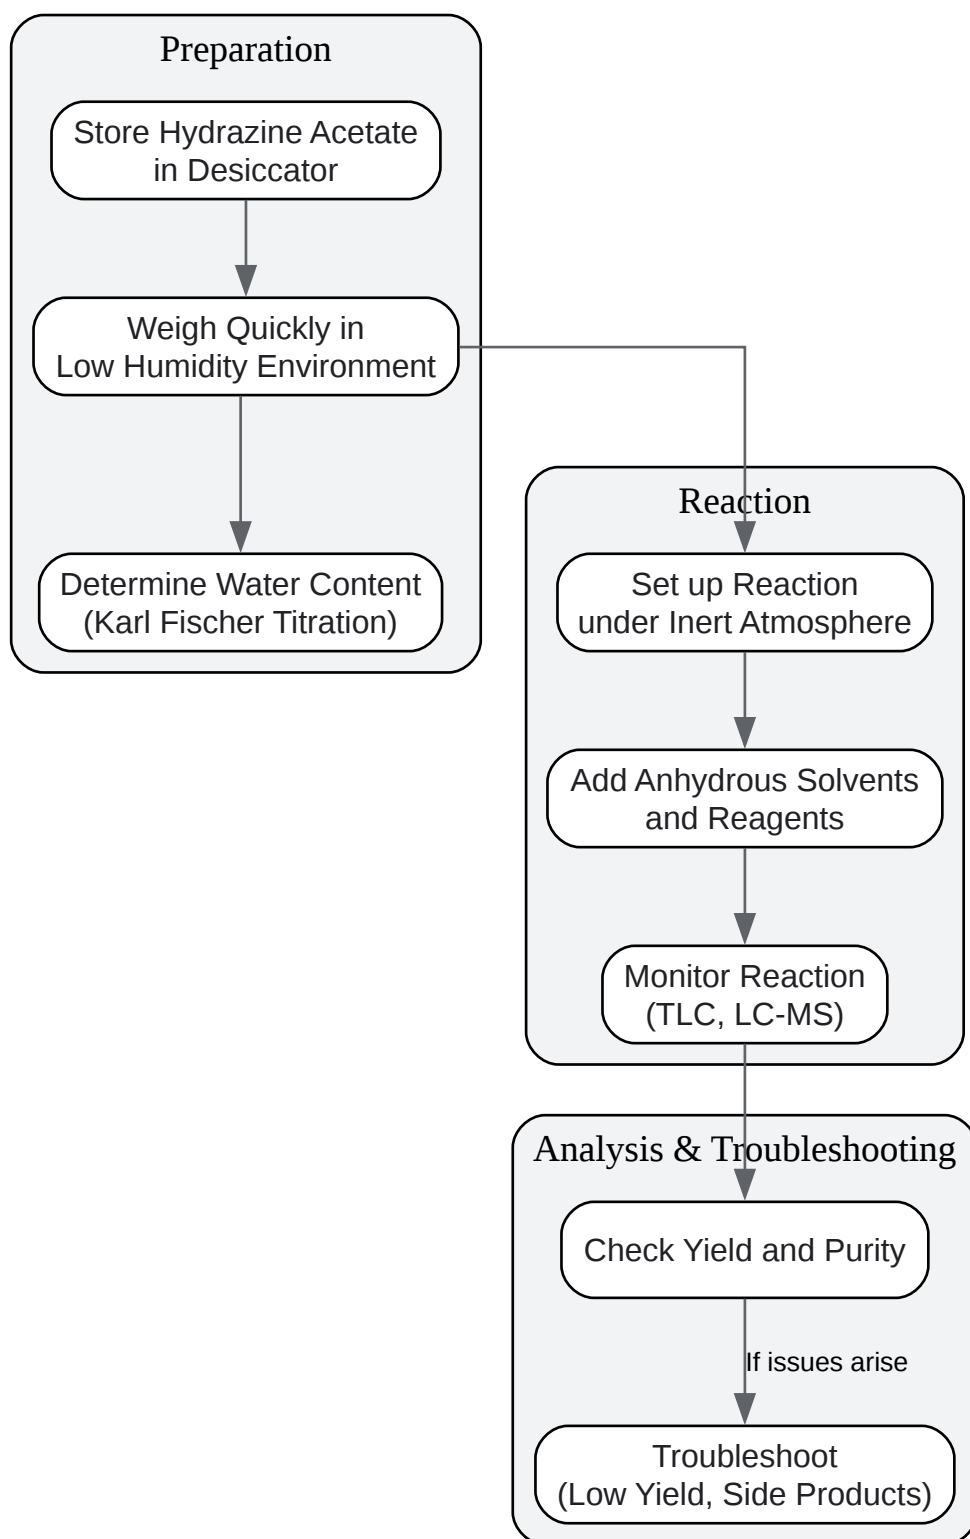 Preparation
Store Hydrazine Acetate
in Desiccator
Weigh Quickly in
Low Humidity Environment
Determine Water Content
(Karl Fischer Titration)
Reaction
Set up Reaction
under Inert Atmosphere
Add Anhydrous Solvents
and Reagents
Monitor Reaction
(TLC, LC-MS)
Analysis & Troubleshooting
Check Yield and Purity
If issues arise
Troubleshoot
(Low Yield, Side Products)